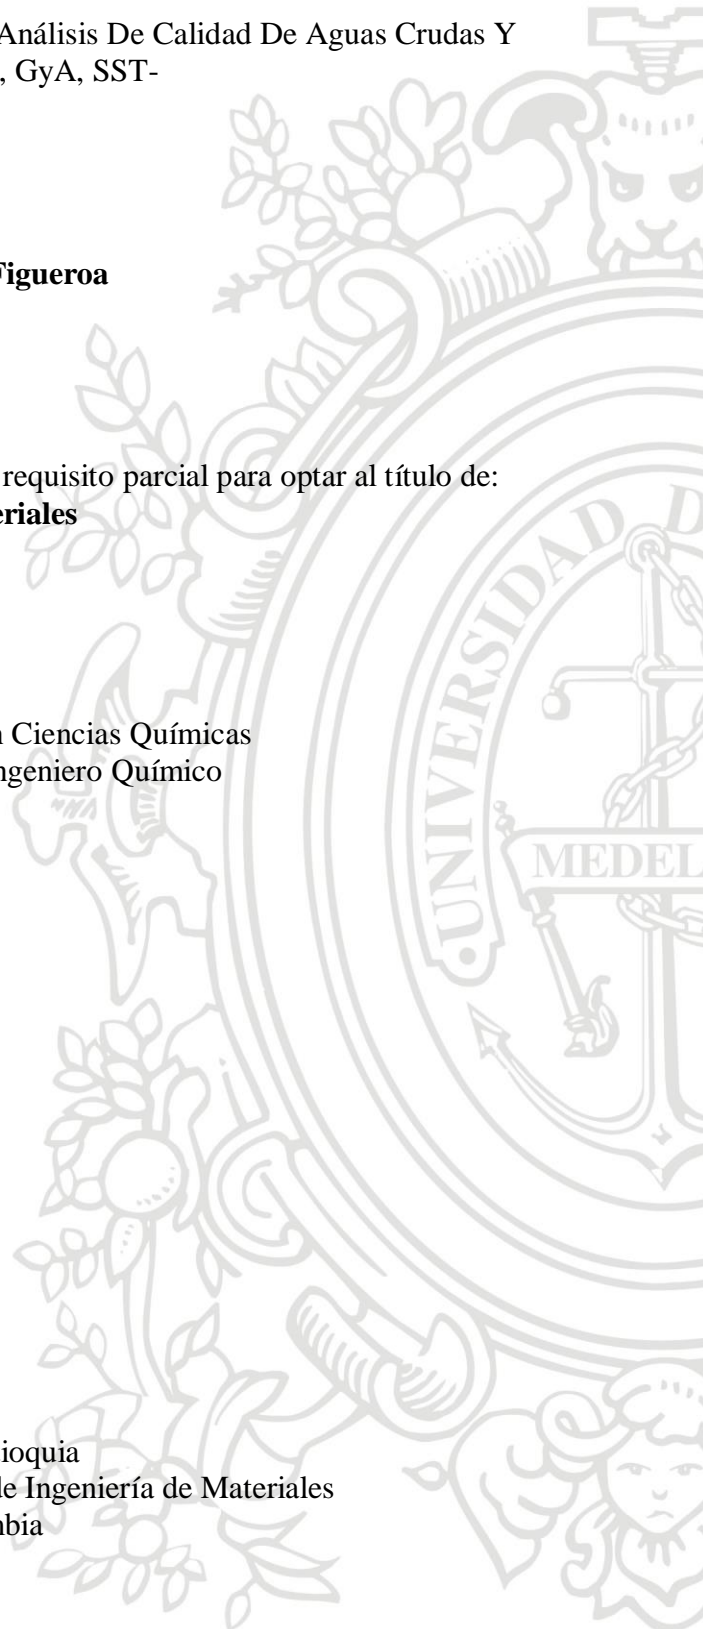 Análisis De Calidad De Aguas Crudas Y
, GyA, SST-
Figueroa
requisito parcial para optar al título de:
eriales
n Ciencias Químicas
ngeniero Químico
UNIVERSIDAD D
MEDEL
ioquia
de Ingeniería de Materiales
mbia